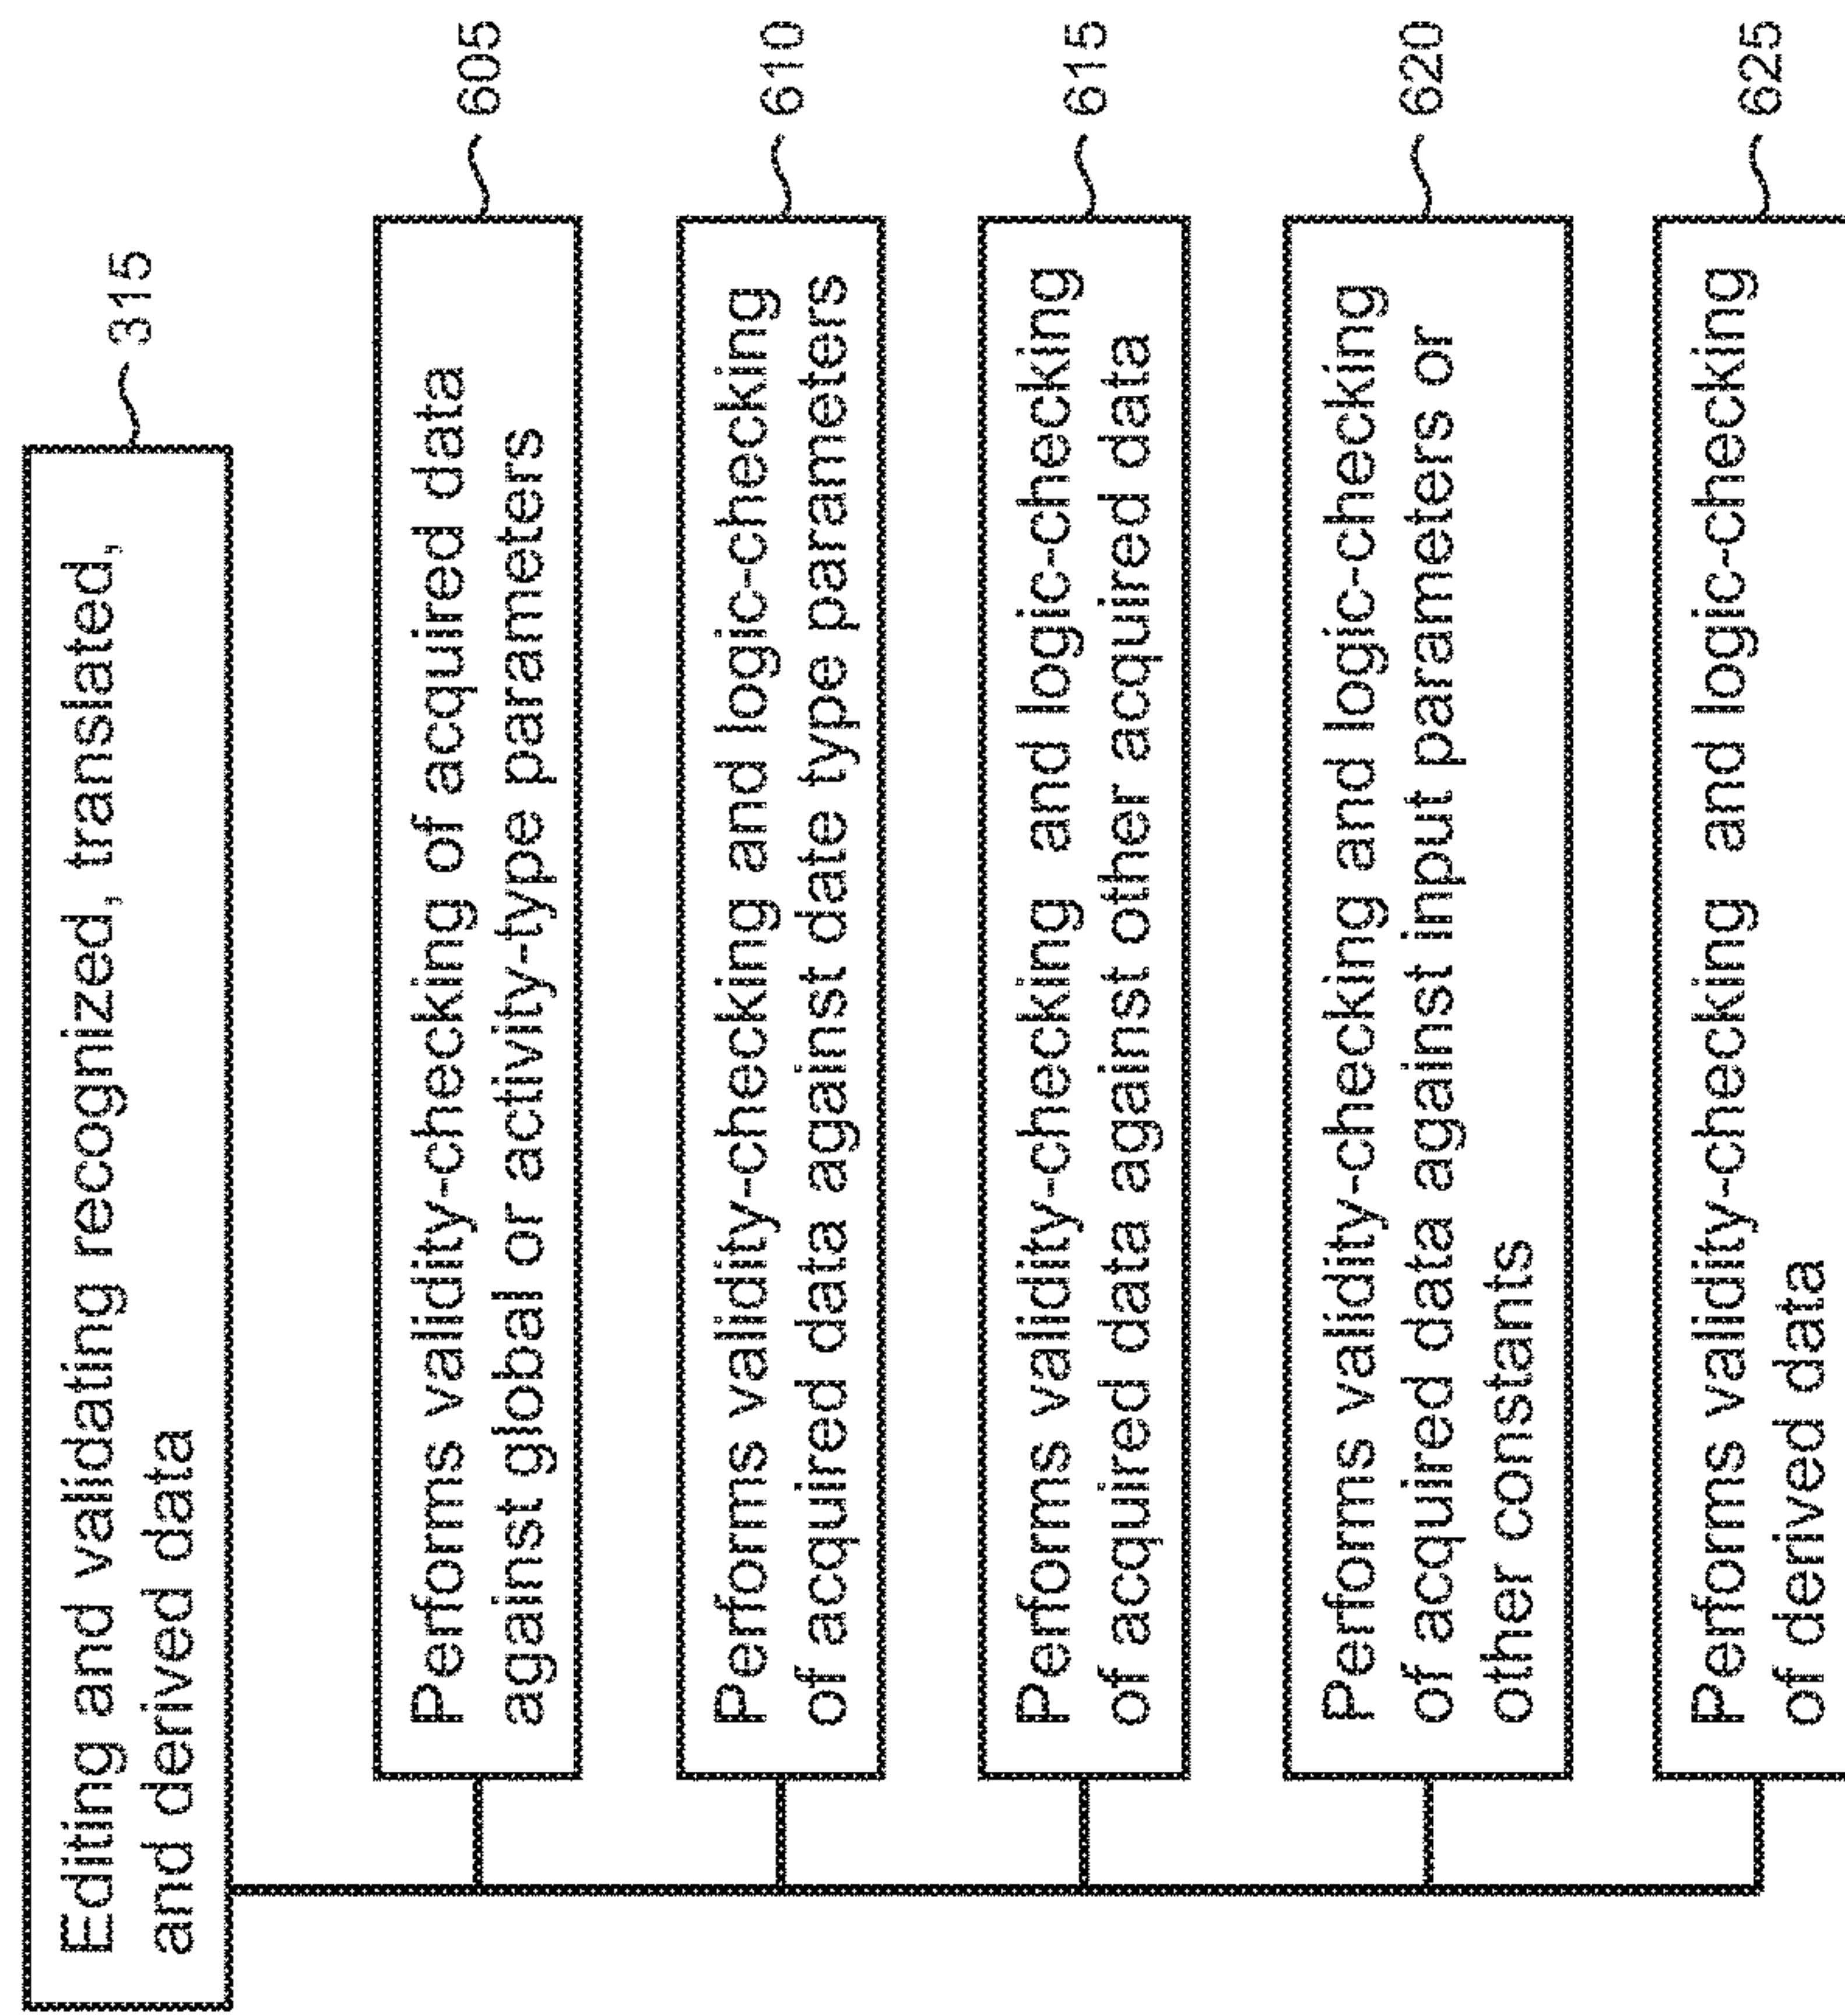 Editing and validating recognized, translated,
and derived data
315
Performs validity-checking of acquired data
against global or activity-type parameters
605
Performs validity-checking and logic-checking
of acquired data against date type parameters
610
Performs validity-checking and logic-checking
of acquired data against other acquired data
615
Performs validity-checking and logic-checking
of acquired data against input parameters or
other constants
620
Performs validity-checking and logic-checking
of derived data
625